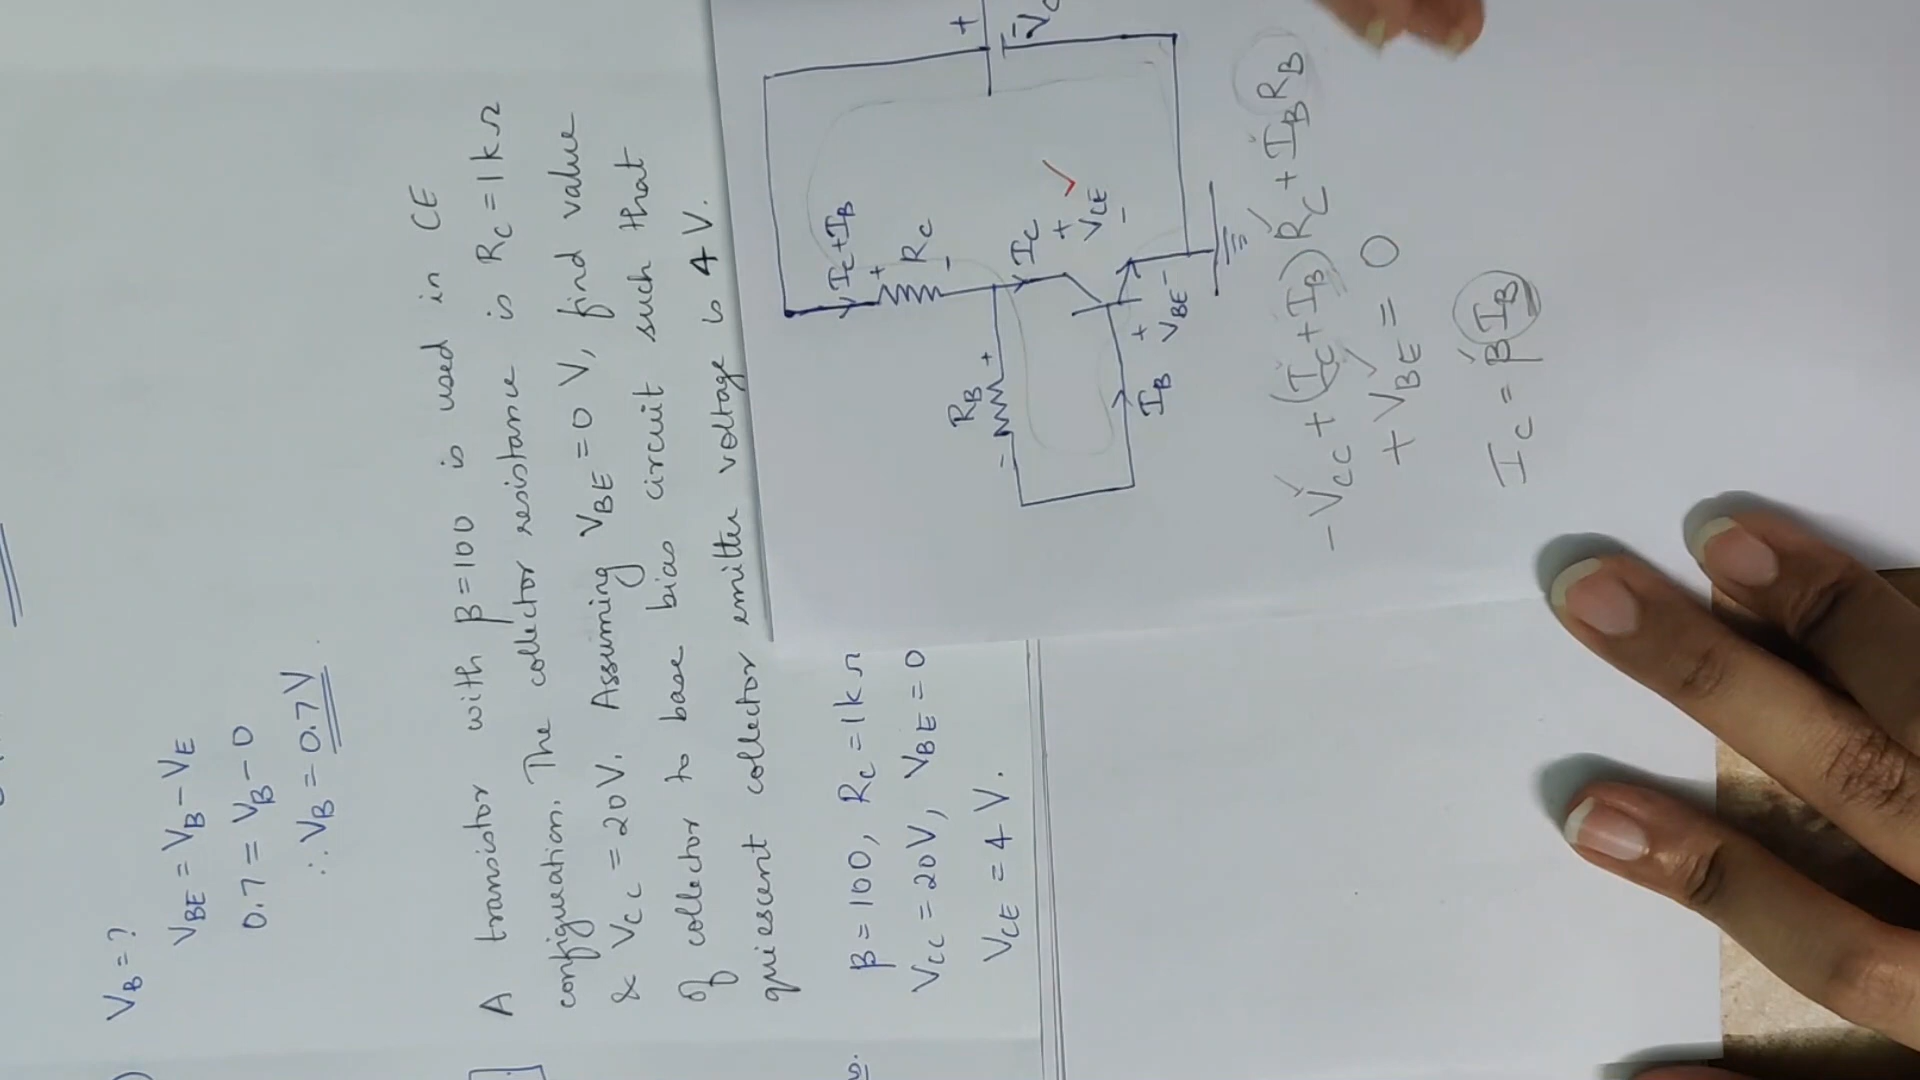 V_B = ?
V_BE = V_B - V_E
0.7 = V_B - 0
∴ V_B = 0.7 V.
A transistor with β = 100 is used in CE
configuration. The collector resistance is R_C = 1 kΩ
& V_CC = 20 V. Assuming V_BE = 0 V, find value
of collector to base bias circuit such that
quiescent collector emitter voltage is 4 V.
β = 100, R_C = 1 kΩ
V_CC = 20 V, V_BE = 0
V_CE = 4 V.
+
-
I_C + I_B
+
R_C
-
R_B
- +
I_C
+
V_CE
-
I_B
+
V_BE
-
- V_CC + (I_C + I_B) R_C + I_B R_B
+ V_BE = 0
I_C = β I_B